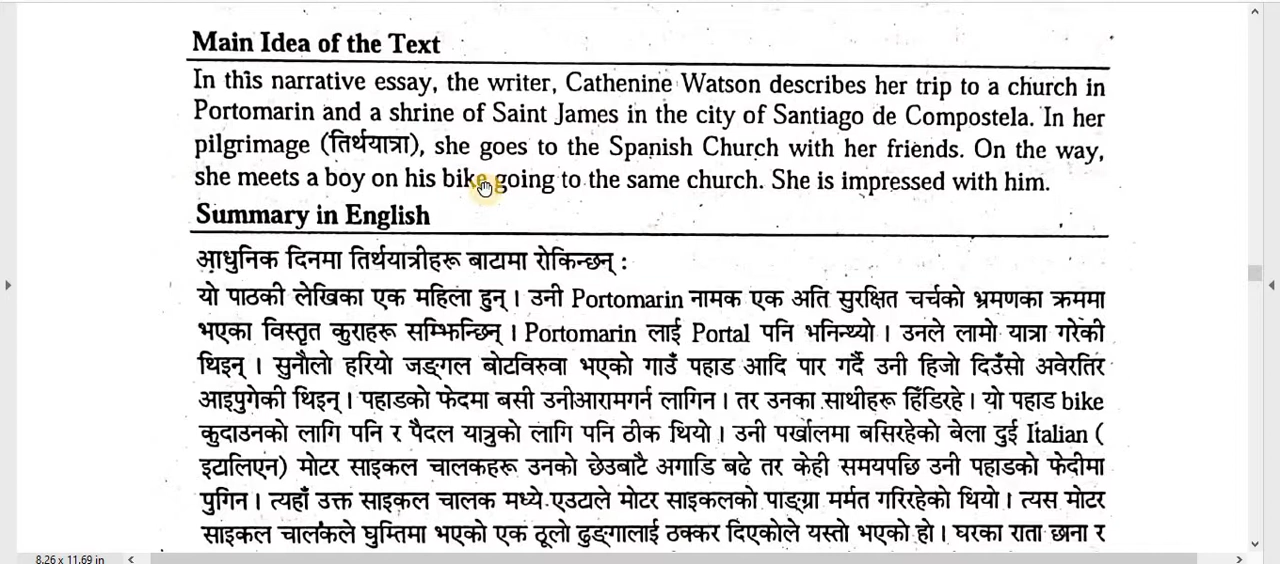 Main Idea of the Text
In this narrative essay, the writer, Cathenine Watson describes her trip to a church in
Portomarin and a shrine of Saint James in the city of Santiago de Compostela. In her
pilgrimage (तिर्थयात्रा), she goes to the Spanish Church with her friends. On the way,
she meets a boy on his bike going to the same church. She is impressed with him.
Summary in English
आधुनिक दिनमा तिर्थयात्रीहरू बाटामा रोकिन्छन् :
यो पाठकी लेखिका एक महिला हुन् । उनी Portomarin नामक एक अति सुरक्षित चर्चको भ्रमणका क्रममा
भएका विस्तृत कुराहरू सम्झिन्छिन् । Portomarin लाई Portal पनि भनिन्थ्यो । उनले लामो यात्रा गरेकी
थिइन् । सुनौलो हरियो जङ्गल बोटविरुवा भएको गाउँ पहाड आदि पार गर्दै उनी हिजो दिउँसो अवेरतिर
आइपुगेकी थिइन् । पहाडको फेदमा बसी उनीआरामगर्न लागिन । तर उनका साथीहरू हिँडिरहे । यो पहाड bike
कुदाउनको लागि पनि र पैदल यात्रुको लागि पनि ठीक थियो । उनी पर्खालमा बसिरहेको बेला दुई Italian (
इटालिएन) मोटर साइकल चालकहरू उनको छेउबाटै अगाडि बढे तर केही समयपछि उनी पहाडको फेदीमा
पुगिन । त्यहाँ उक्त साइकल चालक मध्ये एउटाले मोटर साइकलको पाङ्ग्रा मर्मत गरिरहेको थियो । त्यस मोटर
साइकल चालकले घुम्तिमा भएको एक ठूलो ढुङ्गालाई ठक्कर दिएकोले यस्तो भएको हो । घरका राता छाना र
8.26 x 11.69 in